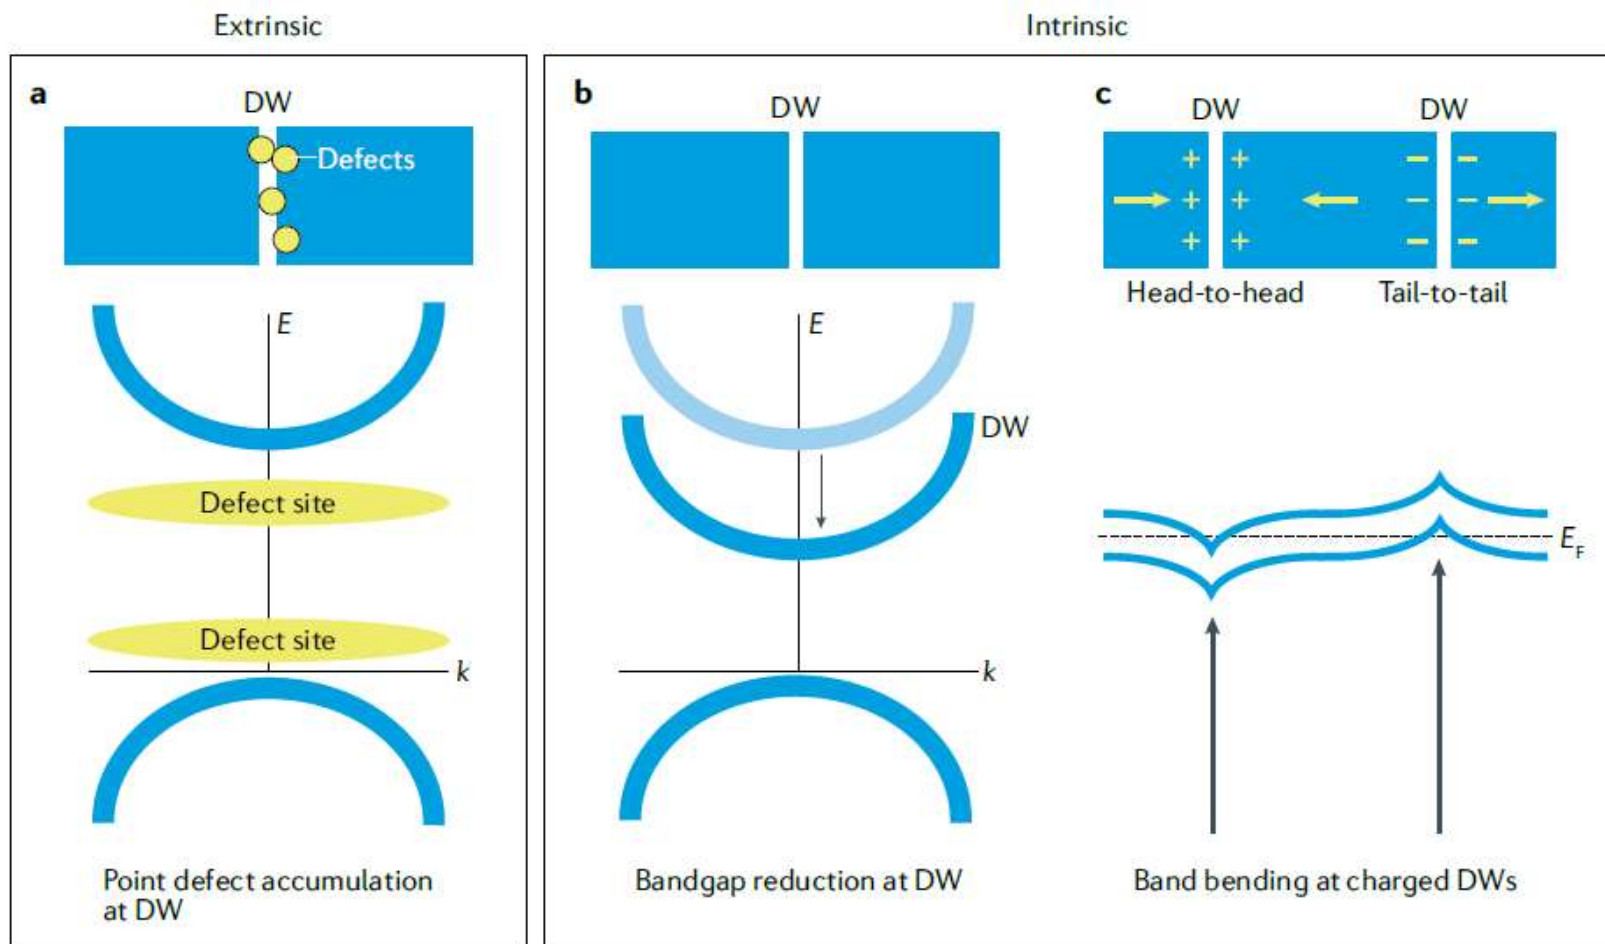 Extrinsic
Intrinsic
a
DW
Defects
E
Defect site
Defect site
k
Point defect accumulation
at DW
b
DW
E
DW
k
Bandgap reduction at DW
c
DW DW
+ + − −
+ + − −
+ + − −
Head-to-head Tail-to-tail
E_F
Band bending at charged DWs